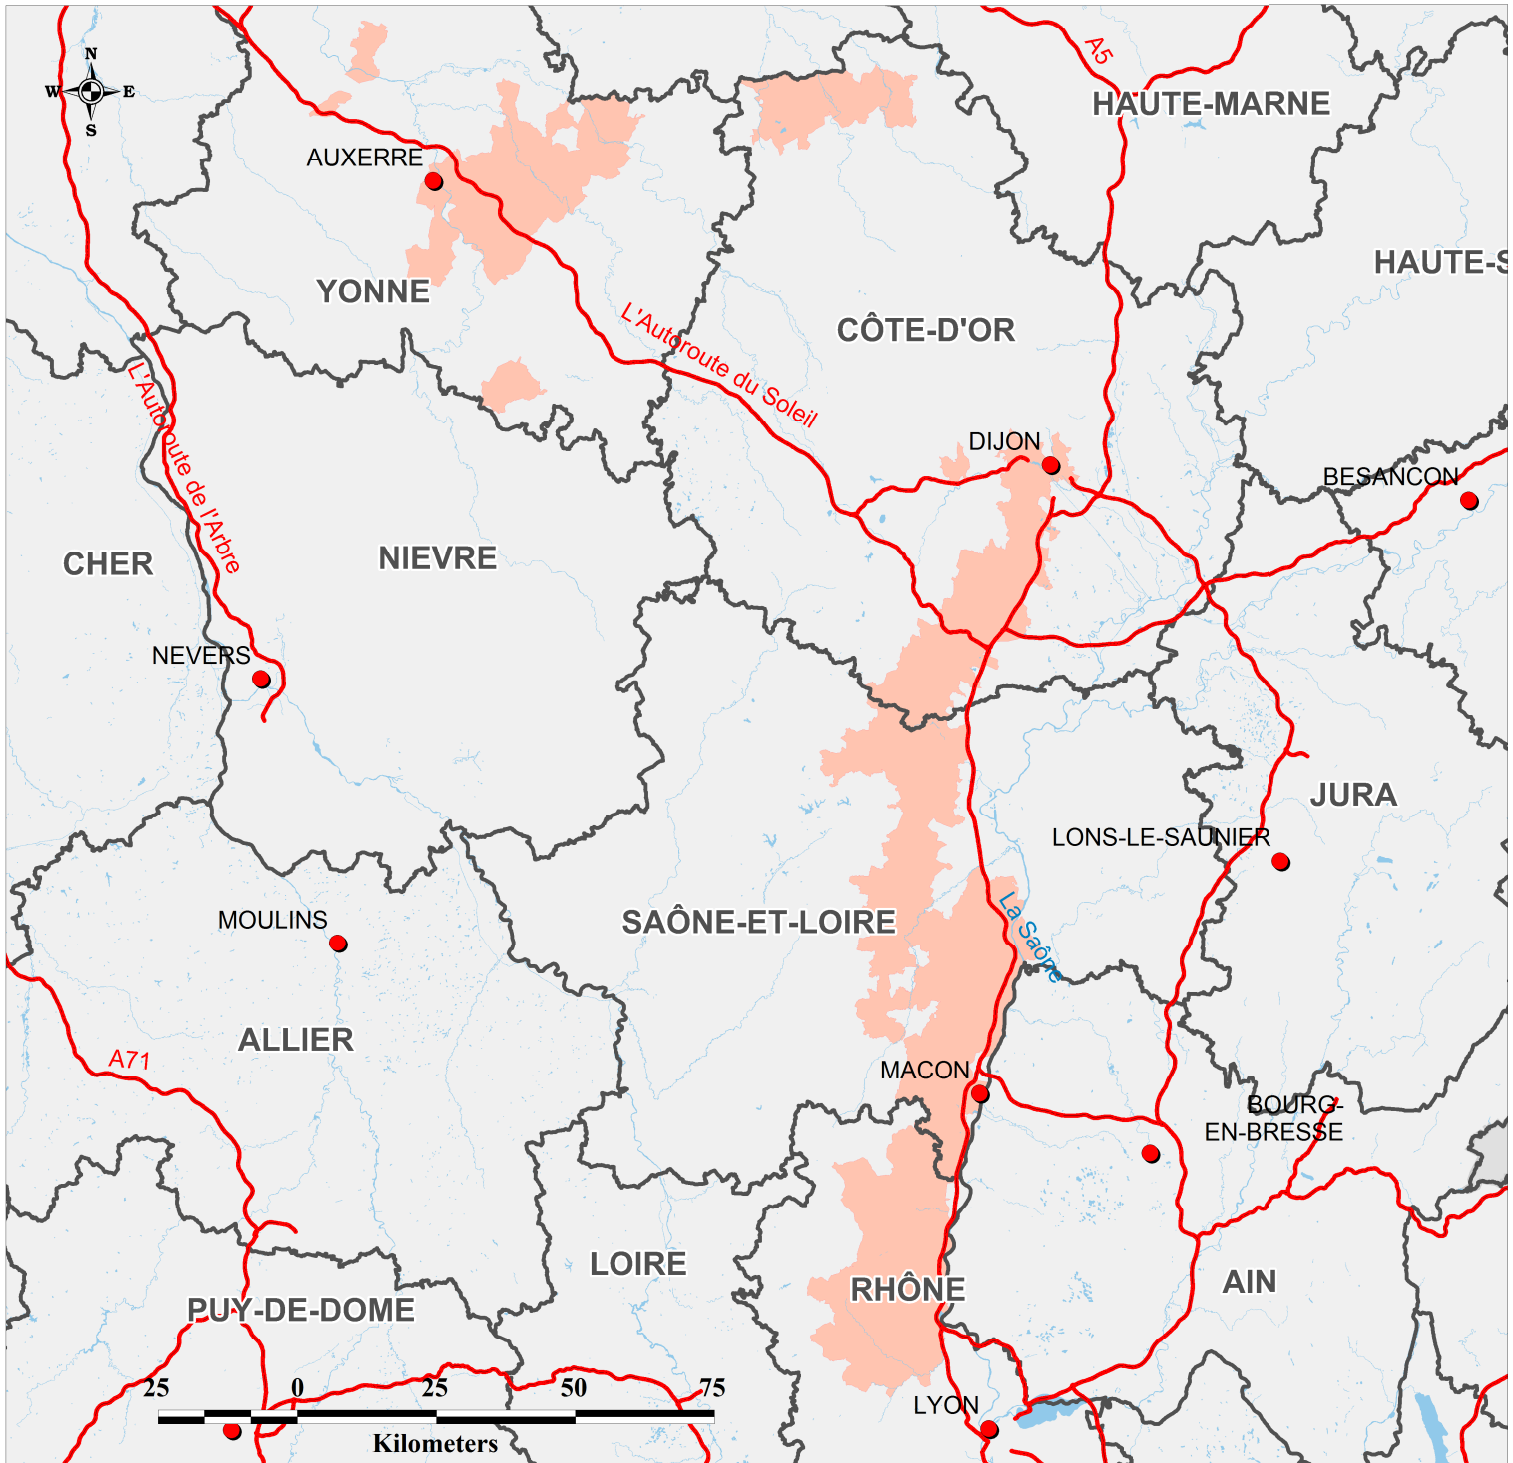 A5
N
W E
S
HAUTE-MARNE
AUXERRE
HAUTE-S
YONNE
CÔTE-D'OR
L'Autoroute du Soleil
L'Autoroute de l'Arbre
DIJON
BESANCON
CHER
NIEVRE
NEVERS
JURA
LONS-LE-SAUNIER
MOULINS
SAÔNE-ET-LOIRE
La Saône
ALLIER
A71
MACON
BOURG-
EN-BRESSE
LOIRE
RHÔNE
AIN
PUY-DE-DOME
25 0 25 50 75
LYON
Kilometers